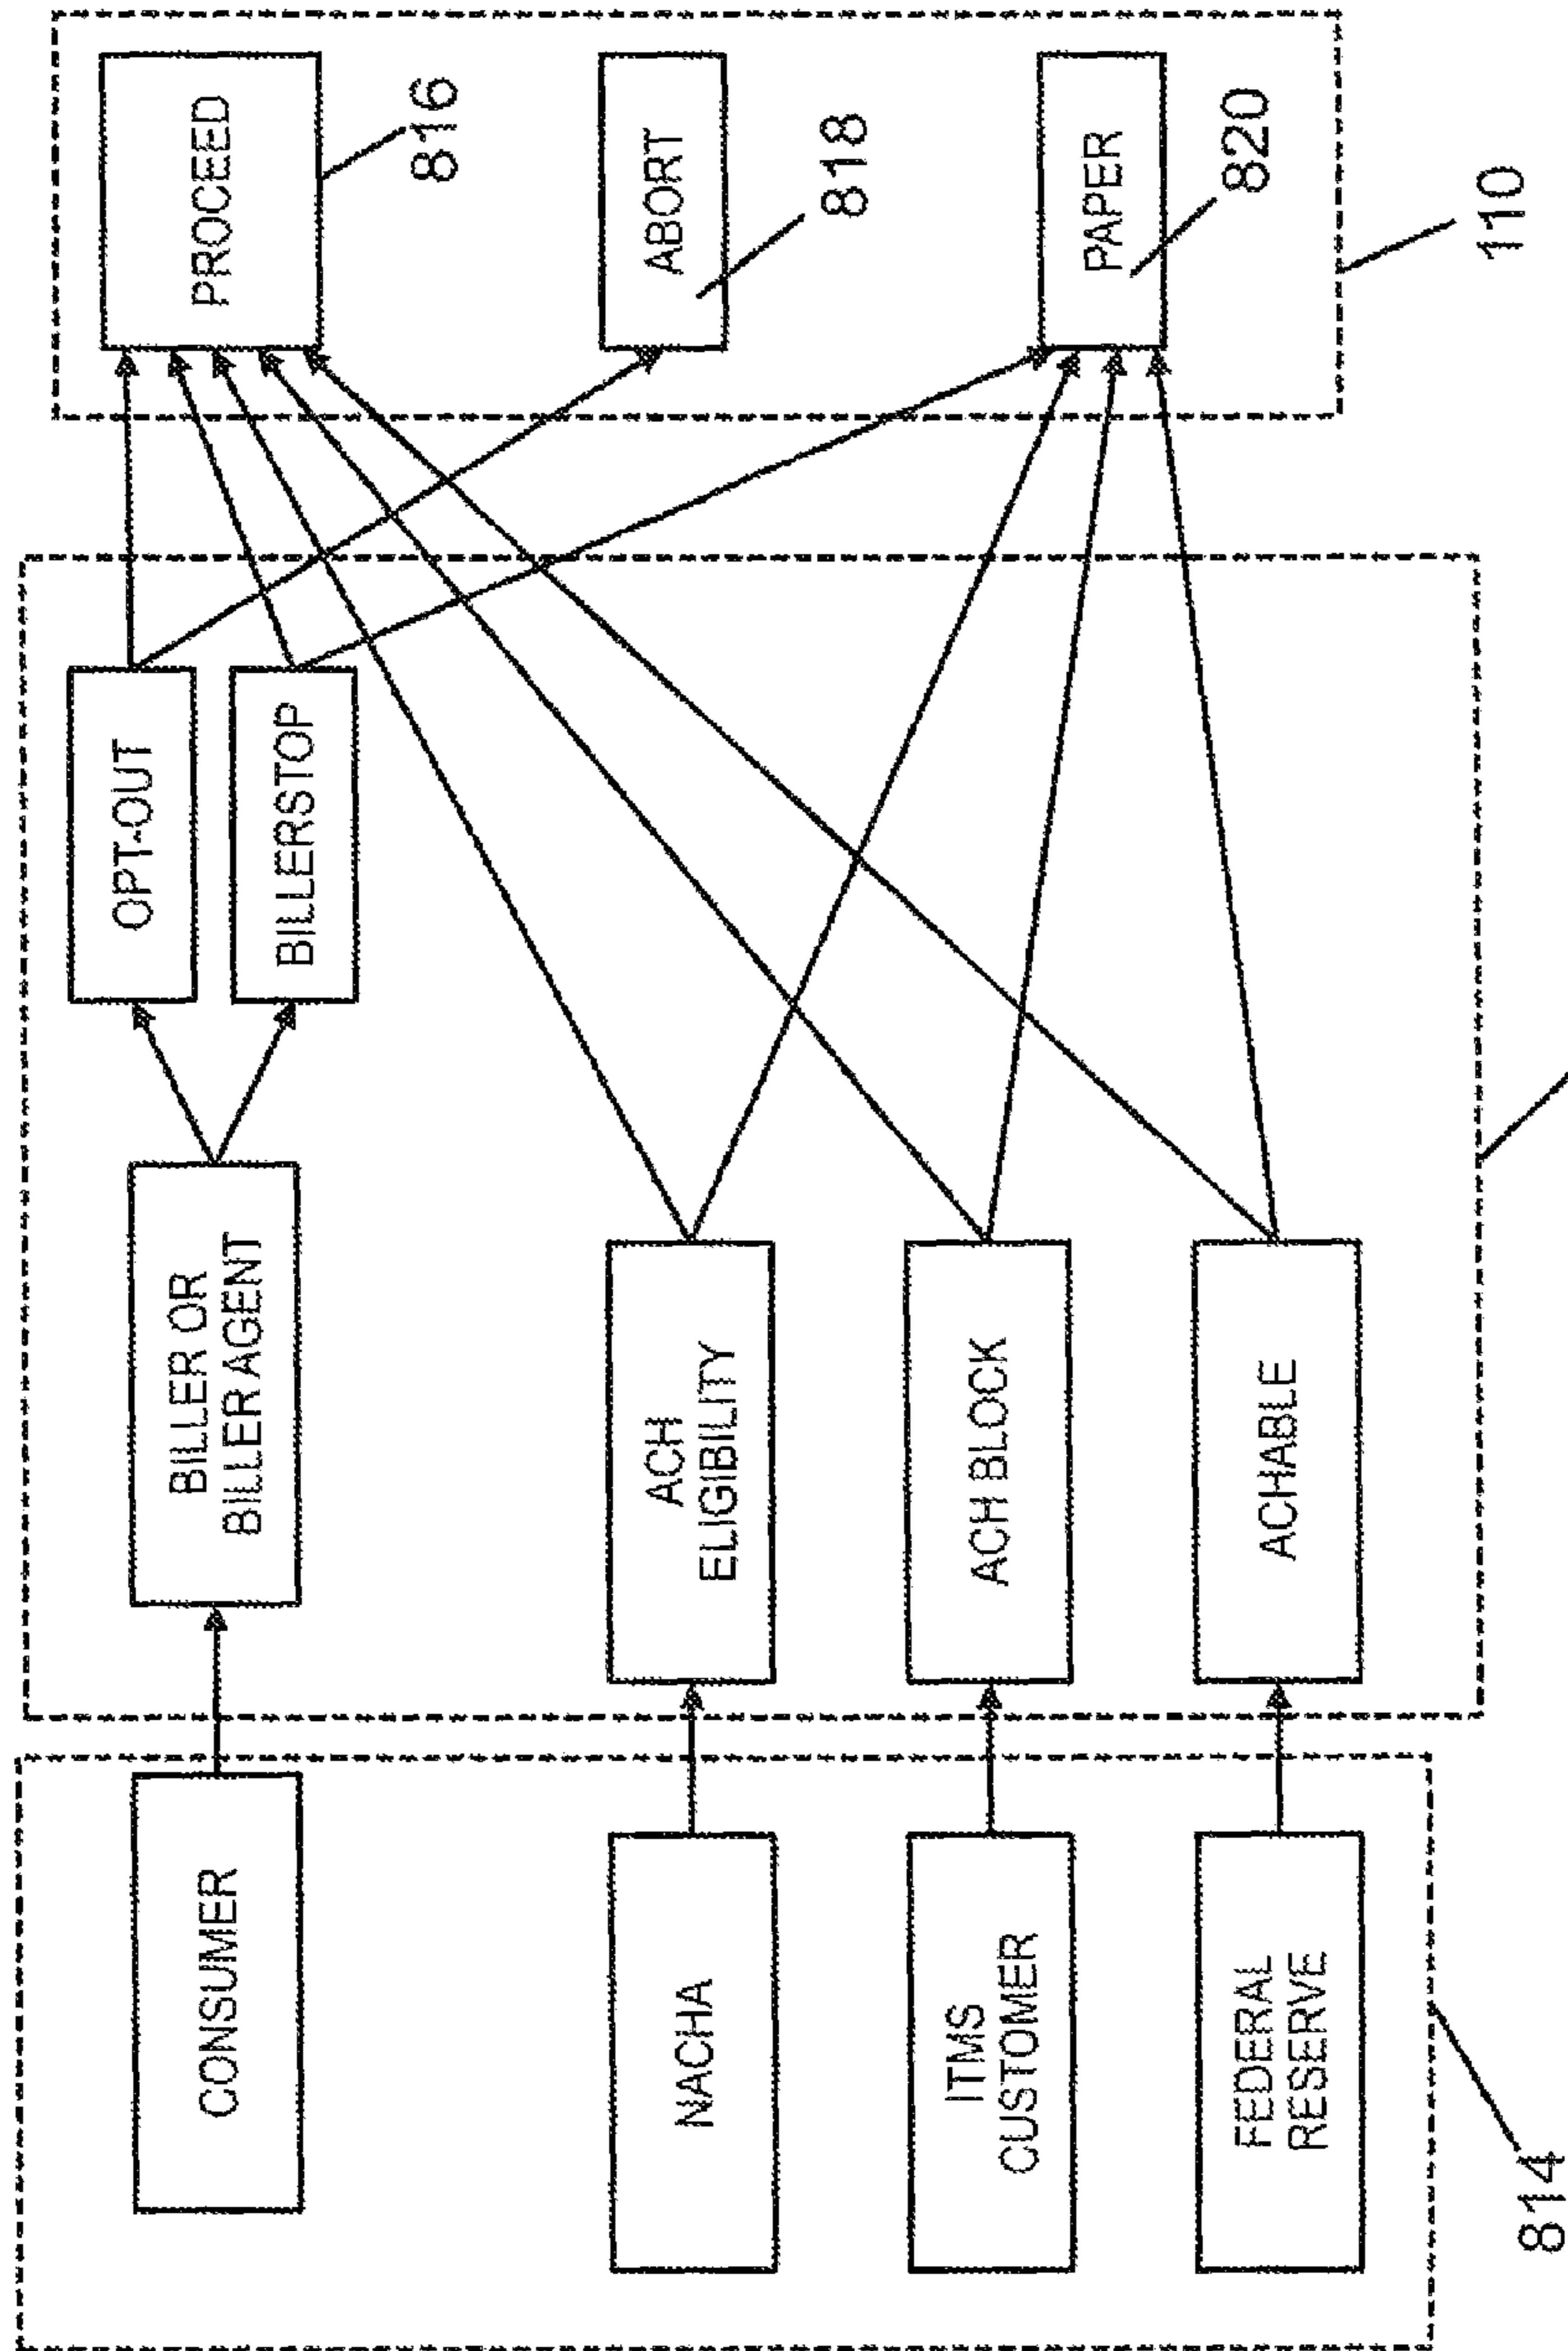 CONSUMER
NACHA
ITMS
CUSTOMER
FEDERAL
RESERVE
814
BILLER OR
BILLER AGENT
OPT-OUT
BILLERSTOP
ACH
ELIGIBILITY
ACH BLOCK
ACHABLE
PROCEED
816
ABORT
818
PAPER
820
110